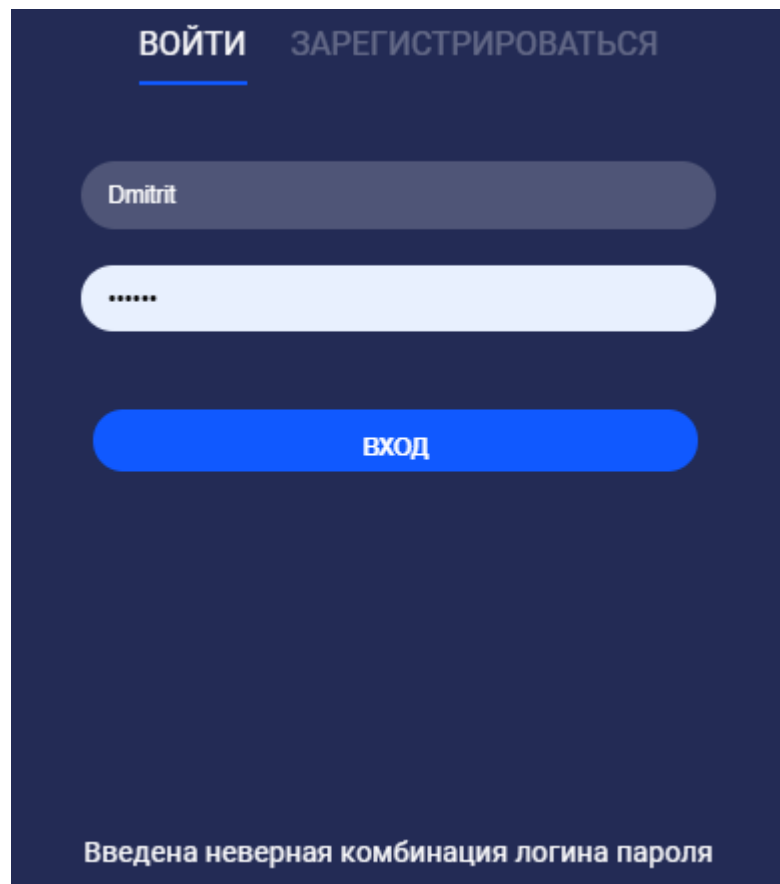 ВОЙТИ ЗАРЕГИСТРИРОВАТЬСЯ
Dmitrit
••••••
ВХОД
Введена неверная комбинация логина пароля